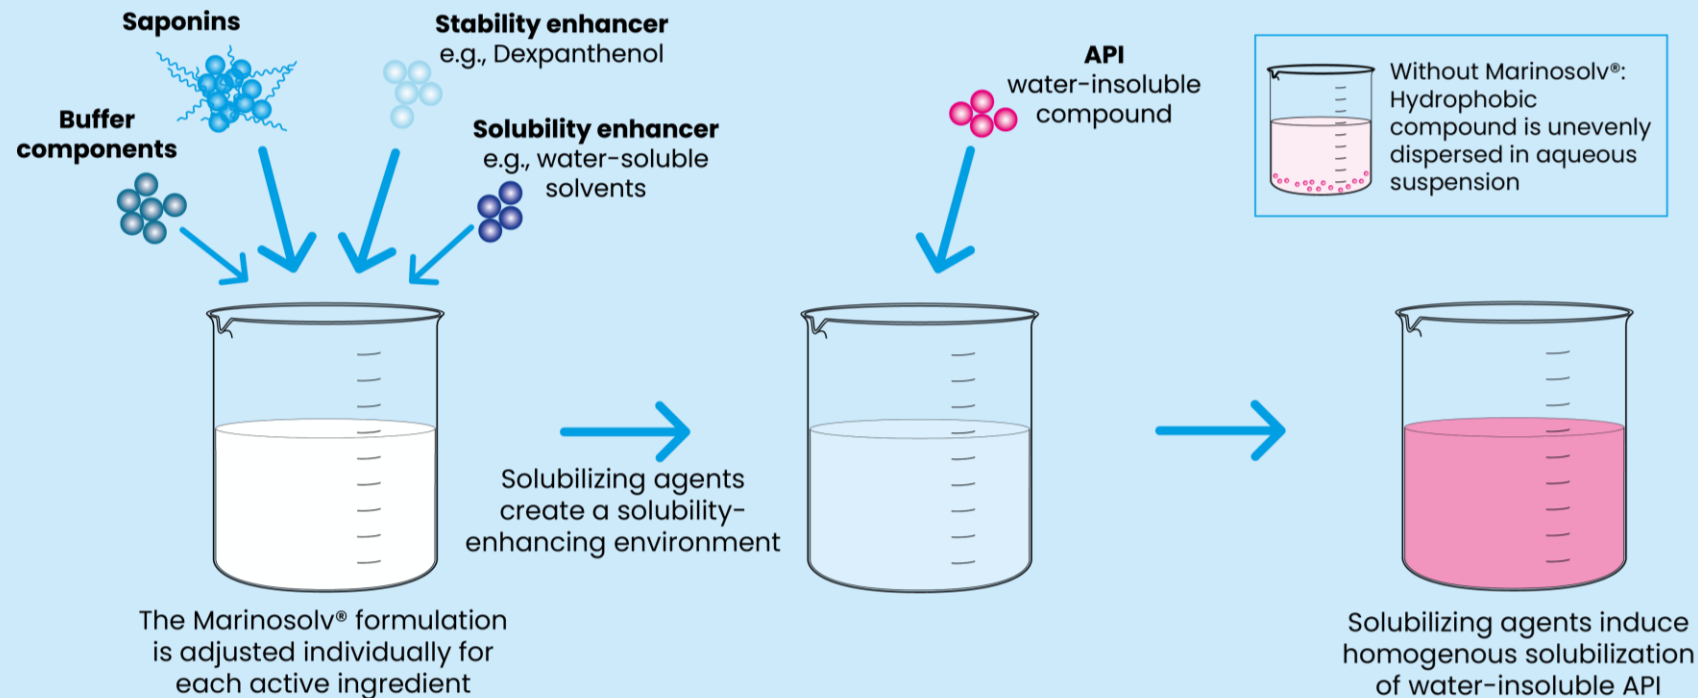 Saponins
Stability enhancer
e.g., Dexpanthenol
Buffer
components
Solubility enhancer
e.g., water-soluble
solvents
API
water-insoluble
compound
Without Marinosolv®:
Hydrophobic
compound is unevenly
dispersed in aqueous
suspension
Solubilizing agents
create a solubility-
enhancing environment
The Marinosolv® formulation
is adjusted individually for
each active ingredient
Solubilizing agents induce
homogenous solubilization
of water-insoluble API